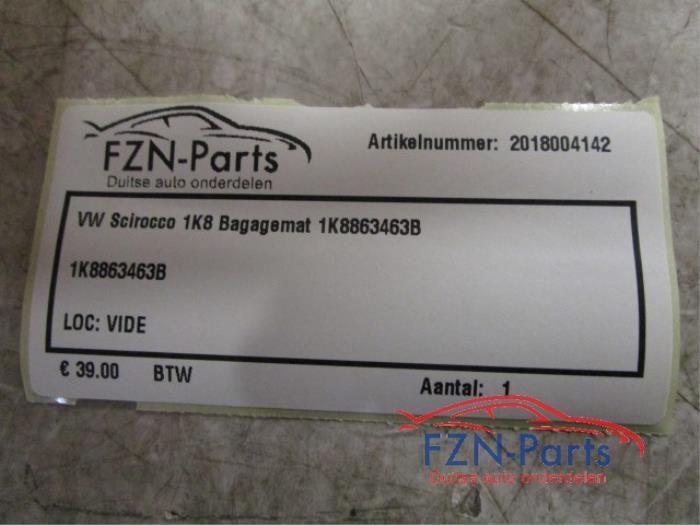 FZN-Parts
Duitse auto onderdelen
Artikelnummer: 2018004142
VW Scirocco 1K8 Bagagemat 1K8863463B
1K8863463B
LOC: VIDE
€ 39.00 BTW
Aantal: 1
FZN-Parts
Duitse auto onderdelen